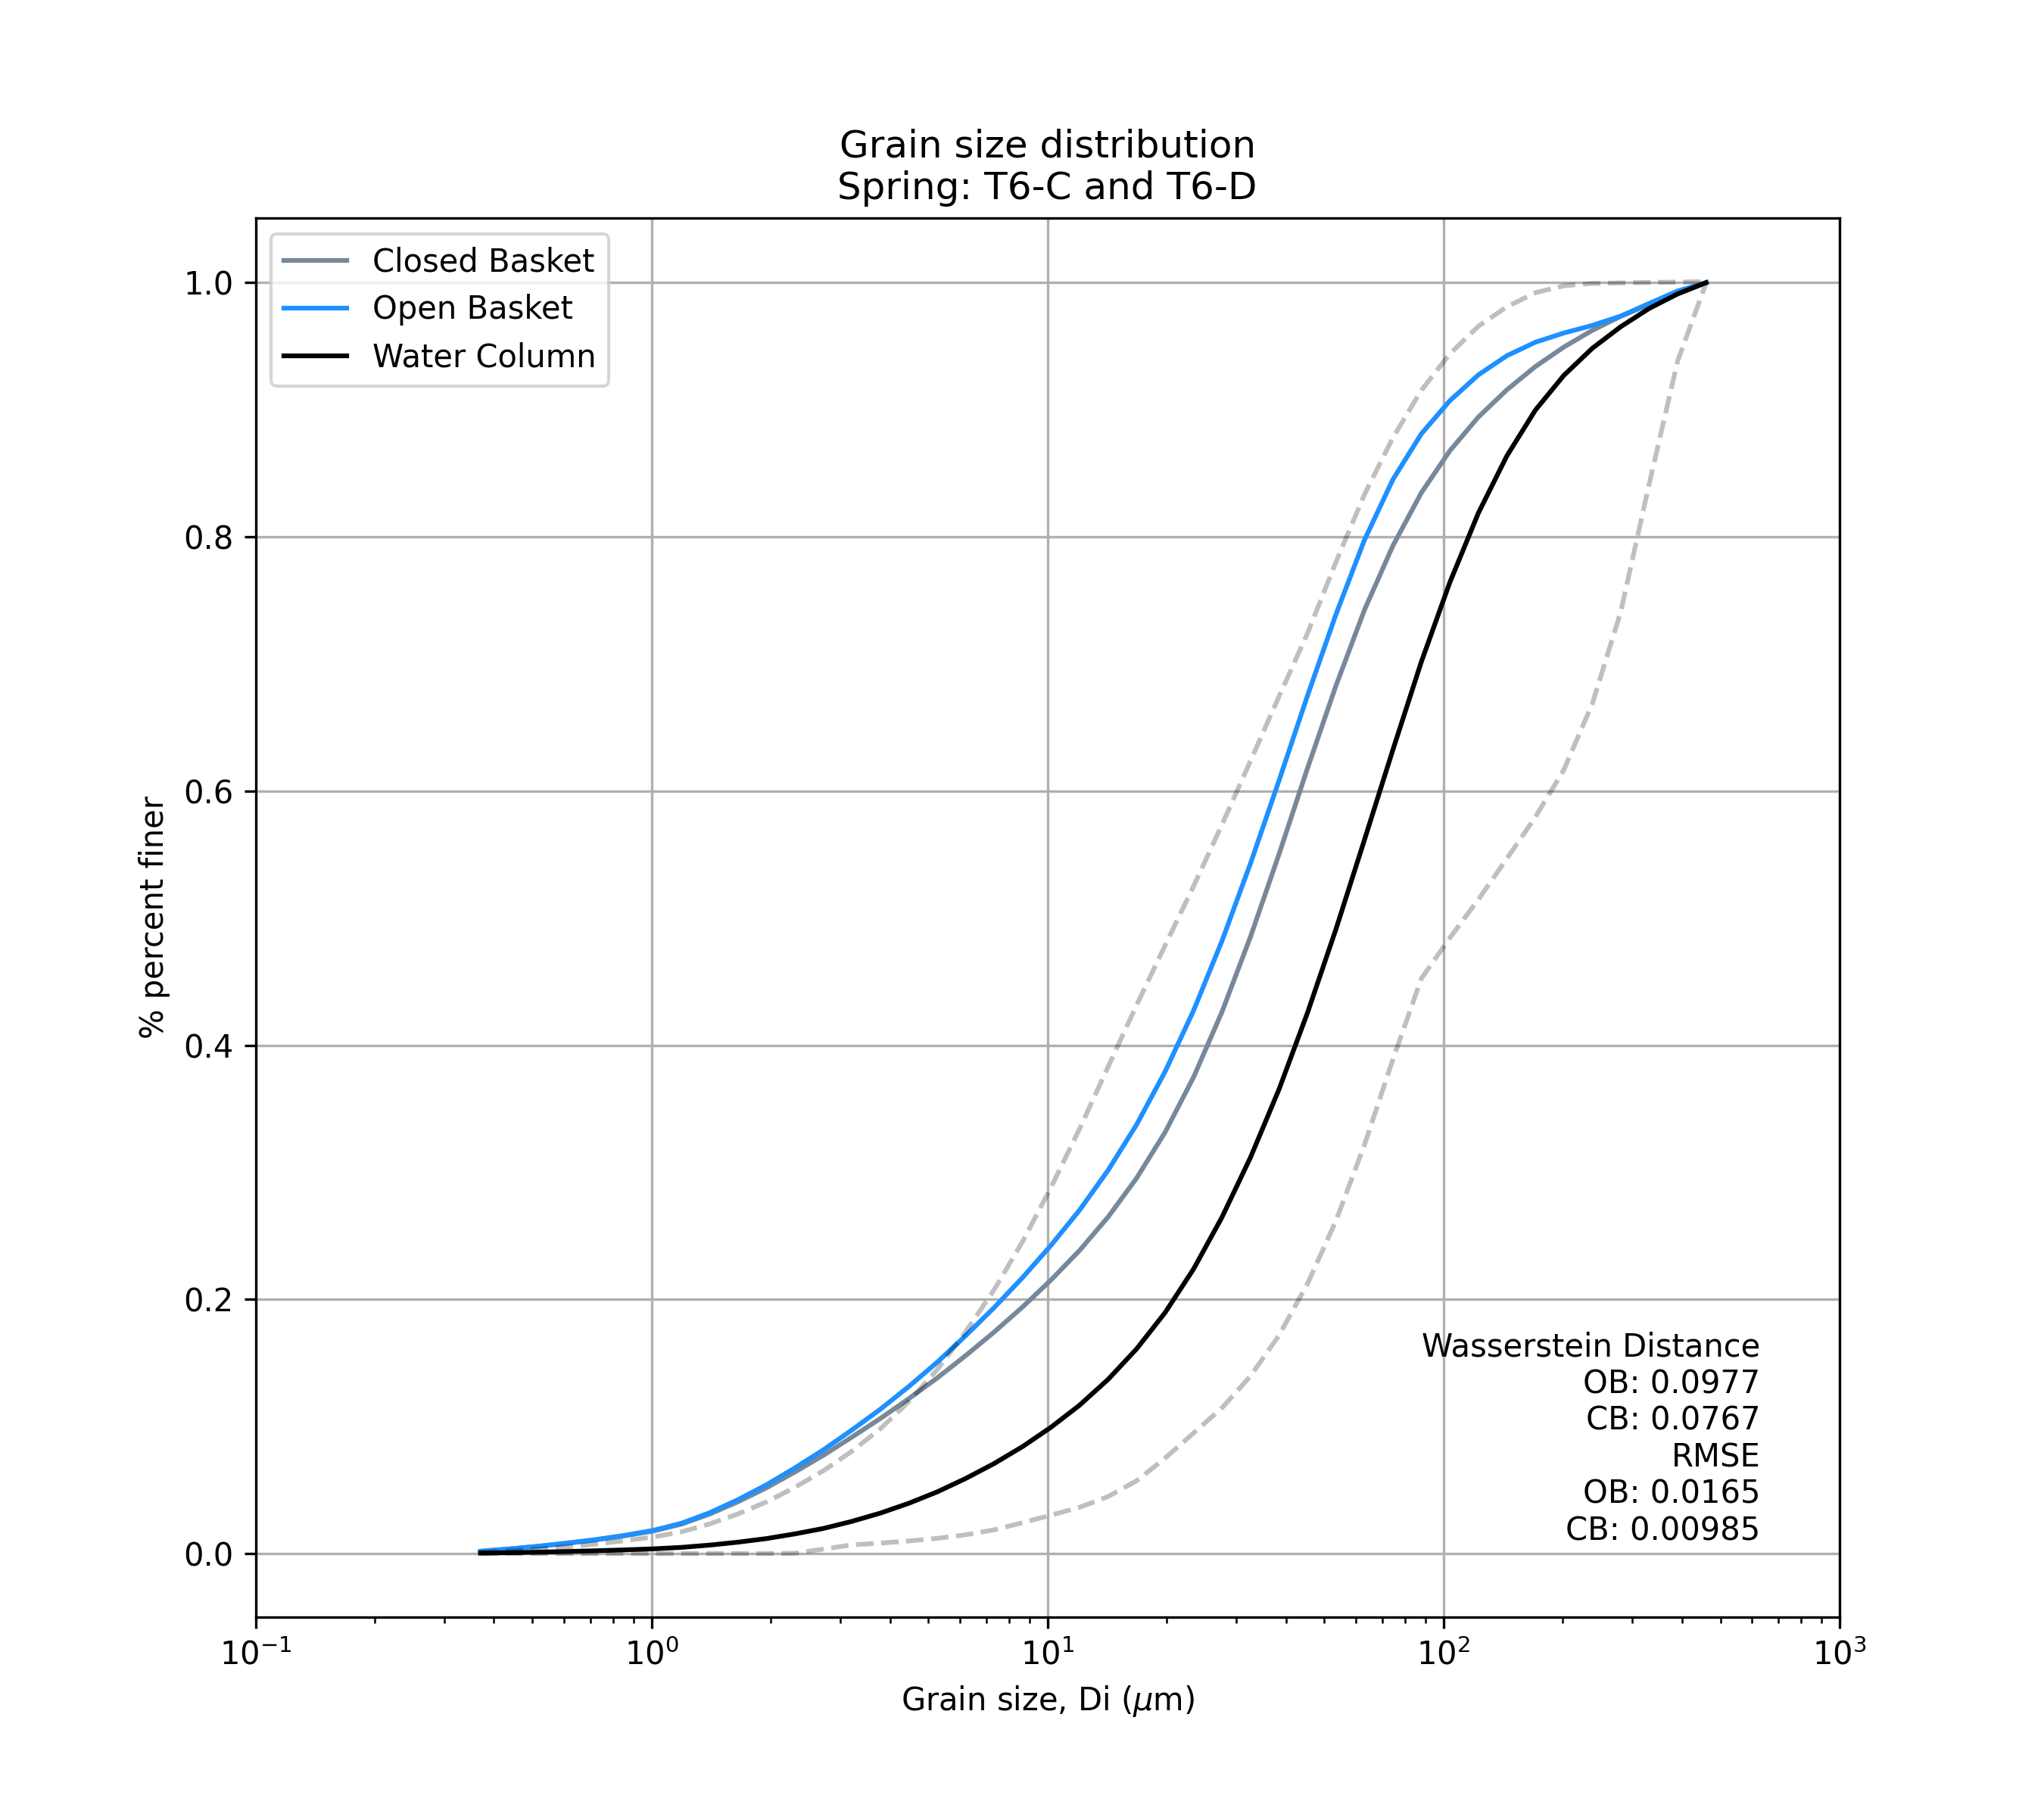 Grain size distribution
Spring: T6-C and T6-D
Closed Basket
Open Basket
Water Column
1.0
0.8
0.6
0.4
0.2
0.0
% percent finer
Wasserstein Distance
OB: 0.0977
CB: 0.0767
RMSE
OB: 0.0165
CB: 0.00985
10⁻¹ 10⁰ 10¹ 10² 10³
Grain size, Di (μm)